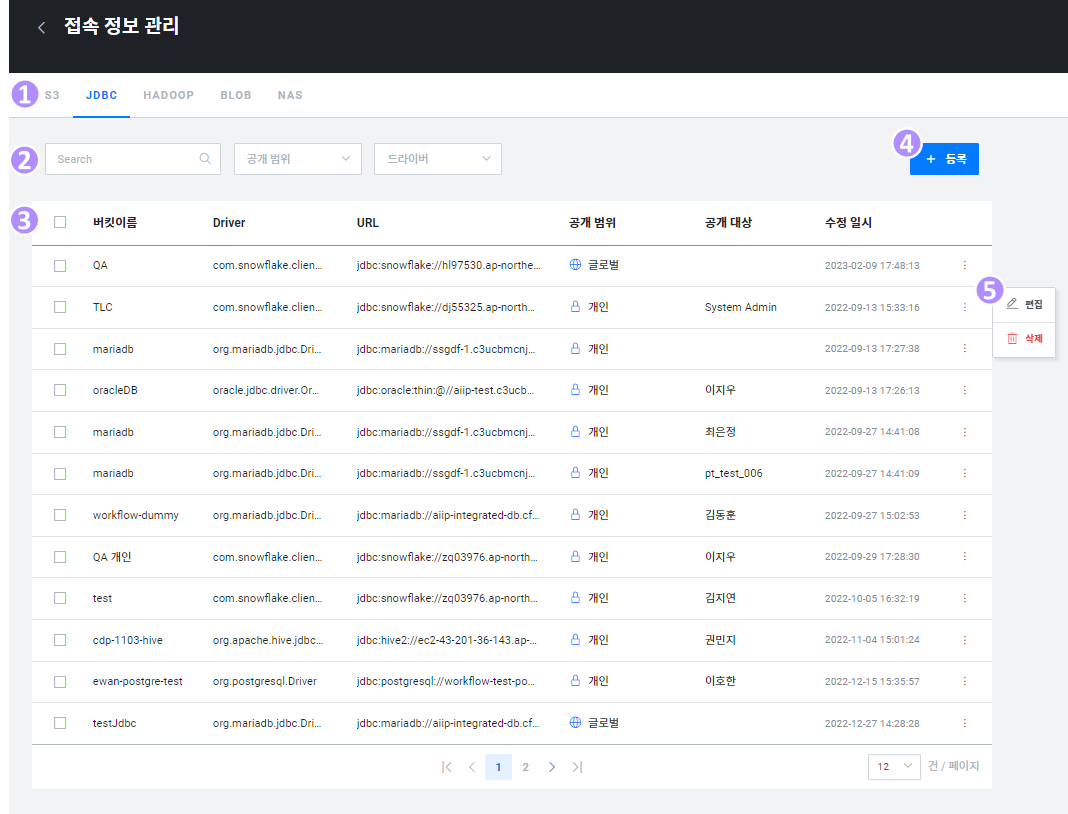 접속 정보 관리
1 S3 JDBC HADOOP BLOB NAS
2 Search 공개 범위 드라이버 4 + 등록
3 버킷이름 Driver URL 공개 범위 공개 대상 수정 일시
QA com.snowflake.clien... jdbc:snowflake://hl97530.ap-northe... 글로벌 2023-02-09 17:48:13
5 편집
TLC com.snowflake.clien... jdbc:snowflake://dj55325.ap-north... 개인 System Admin 2022-09-13 15:33:16
삭제
mariadb org.mariadb.jdbc.Dri... jdbc:mariadb://ssgdf-1.c3ucbmcnj... 개인 2022-09-13 17:27:38
oracleDB oracle.jdbc.driver.Or... jdbc:oracle:thin:@//aiip-test.c3ucb... 개인 이지우 2022-09-13 17:26:13
mariadb org.mariadb.jdbc.Dri... jdbc:mariadb://ssgdf-1.c3ucbmcnj... 개인 최은정 2022-09-27 14:41:08
mariadb org.mariadb.jdbc.Dri... jdbc:mariadb://ssgdf-1.c3ucbmcnj... 개인 pt_test_006 2022-09-27 14:41:09
workflow-dummy org.mariadb.jdbc.Dri... jdbc:mariadb://aiip-integrated-db.cf... 개인 김동훈 2022-09-27 15:02:53
QA 개인 com.snowflake.clien... jdbc:snowflake://zq03976.ap-north... 개인 이지우 2022-09-29 17:28:30
test com.snowflake.clien... jdbc:snowflake://zq03976.ap-north... 개인 김지연 2022-10-05 16:32:19
cdp-1103-hive org.apache.hive.jdbc... jdbc:hive2://ec2-43-201-36-143.ap-... 개인 권민지 2022-11-04 15:01:24
ewan-postgre-test org.postgresql.Driver jdbc:postgresql://workflow-test-po... 개인 이호한 2022-12-15 15:35:57
testJdbc org.mariadb.jdbc.Dri... jdbc:mariadb://aiip-integrated-db.cf... 글로벌 2022-12-27 14:28:28
1 2 12 건 / 페이지